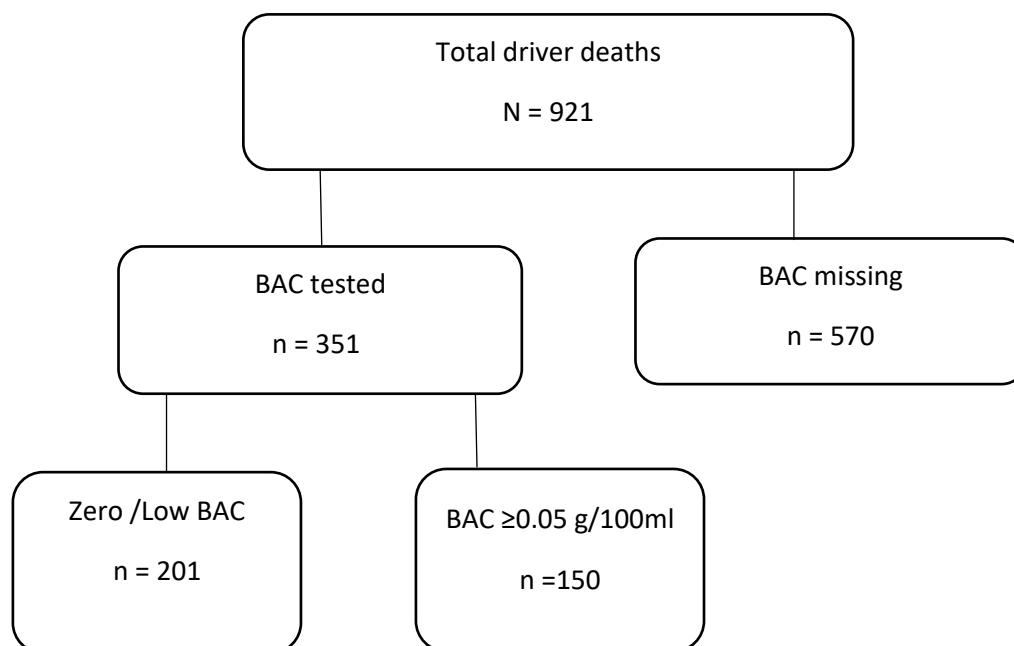 Total driver deaths
N = 921
BAC tested
n = 351
BAC missing
n = 570
Zero /Low BAC
n = 201
BAC ≥0.05 g/100ml
n =150